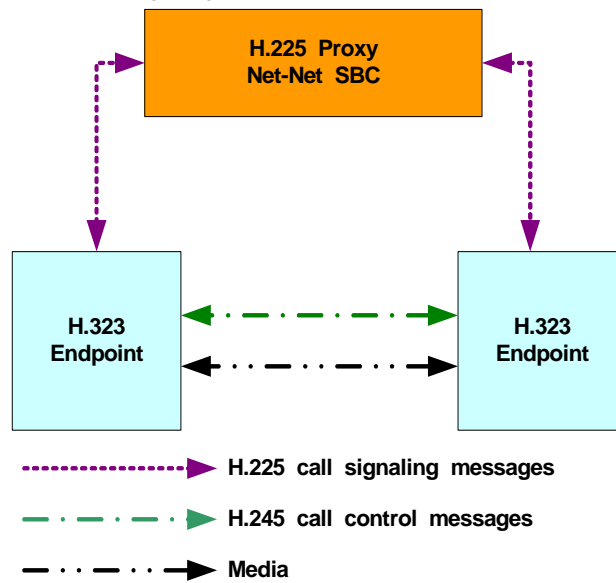 H.225 Proxy
Net-Net SBC
H.323
Endpoint
H.323
Endpoint
H.225 call signaling messages
H.245 call control messages
Media